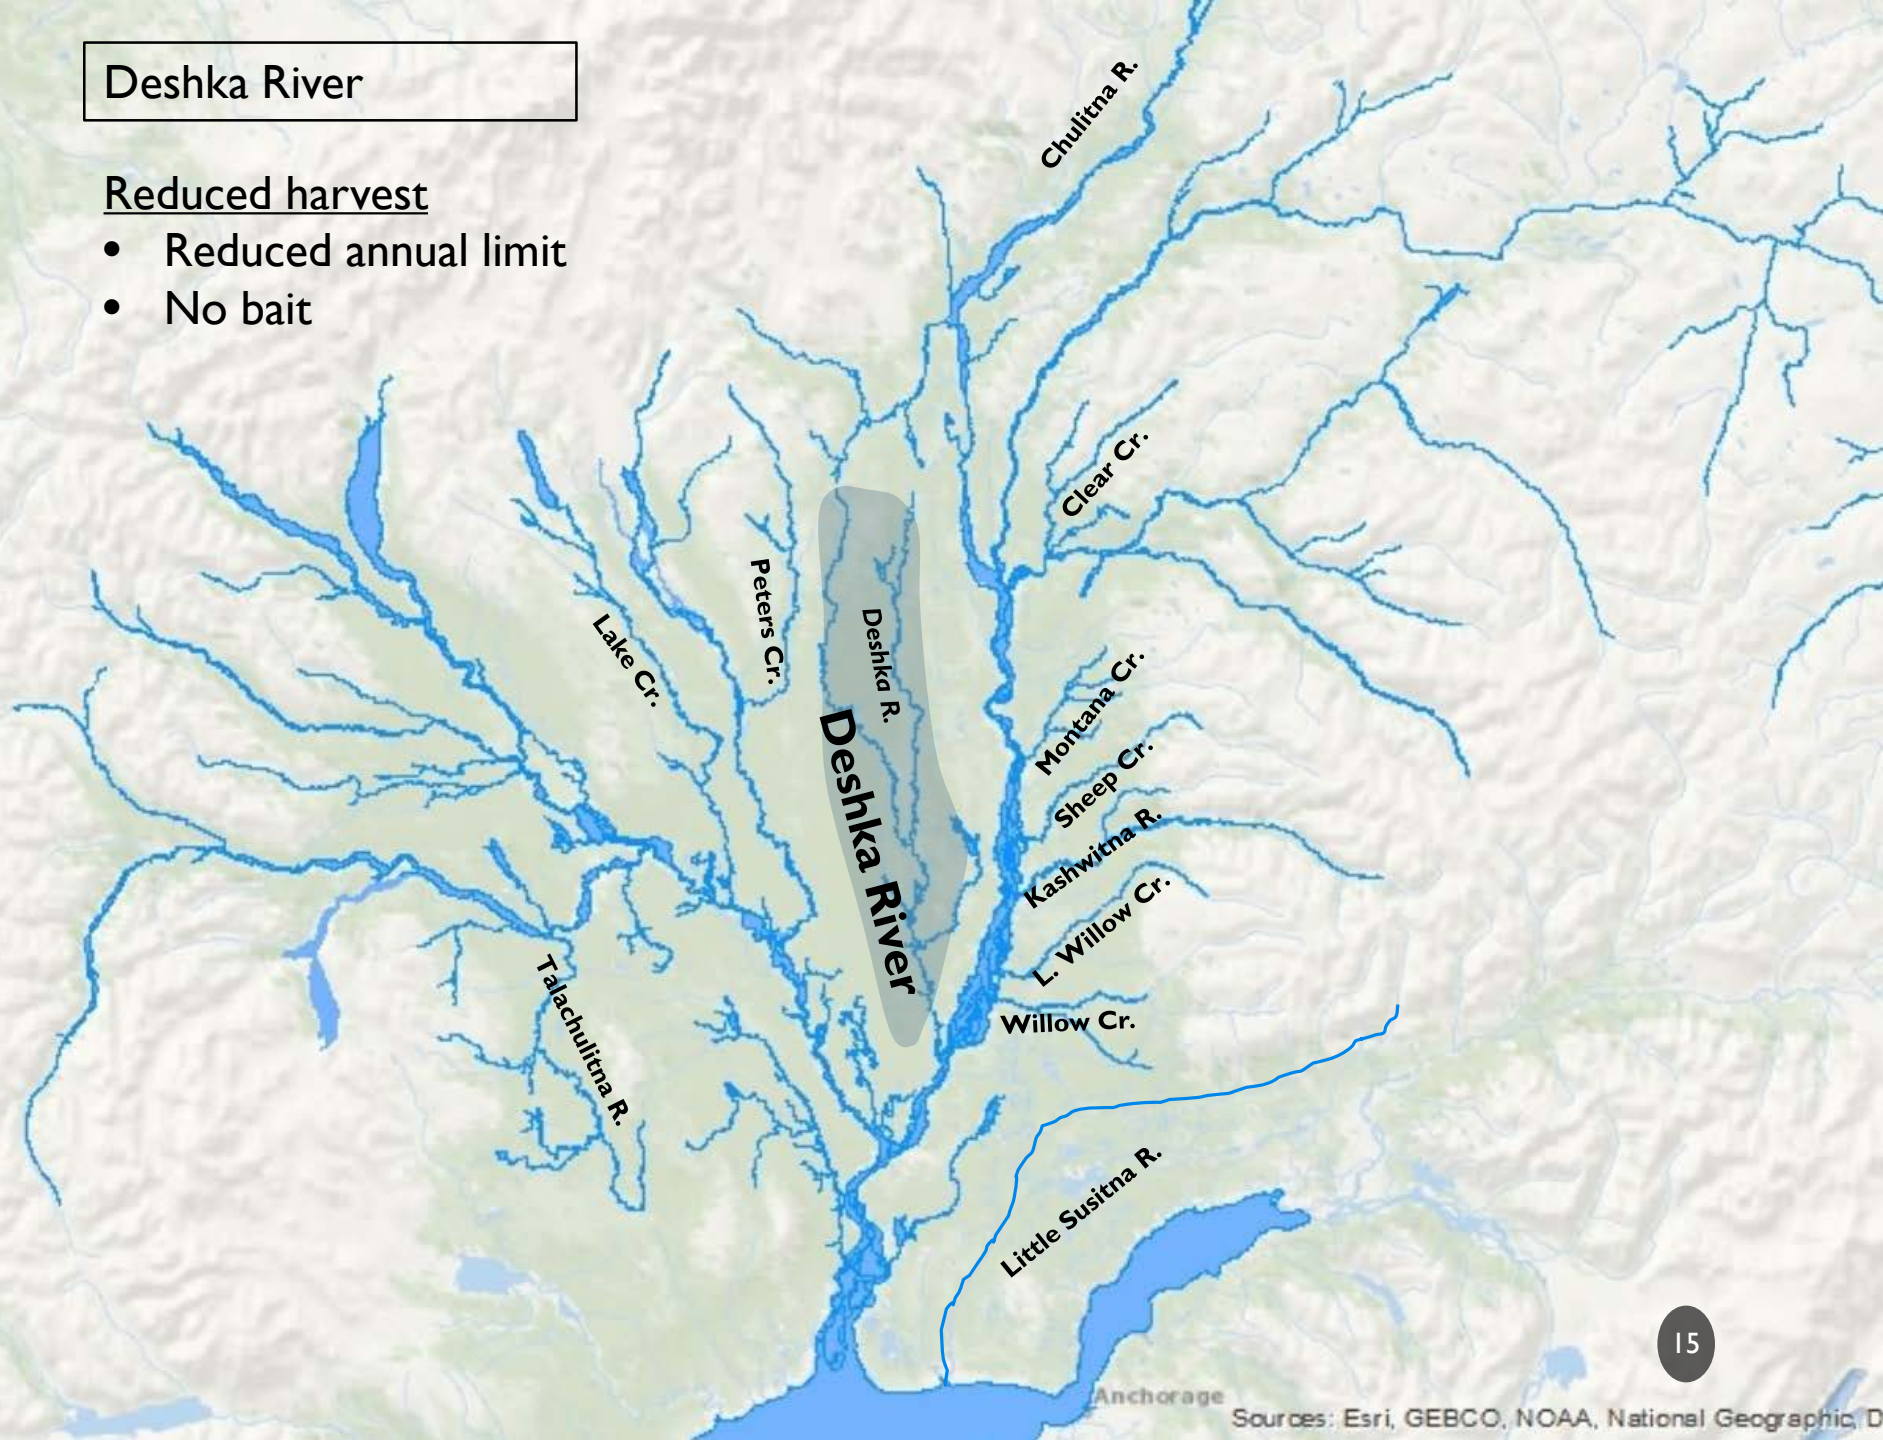 Deshka River
Reduced harvest
• Reduced annual limit
• No bait
Chulitna R.
Clear Cr.
Peters Cr.
Deshka R.
Lake Cr.
Montana Cr.
Deshka River
Sheep Cr.
Kashwitna R.
L. Willow Cr.
Talachulitna R.
Willow Cr.
Little Susitna R.
15
Anchorage
Sources: Esri, GEBCO, NOAA, National Geographic, D